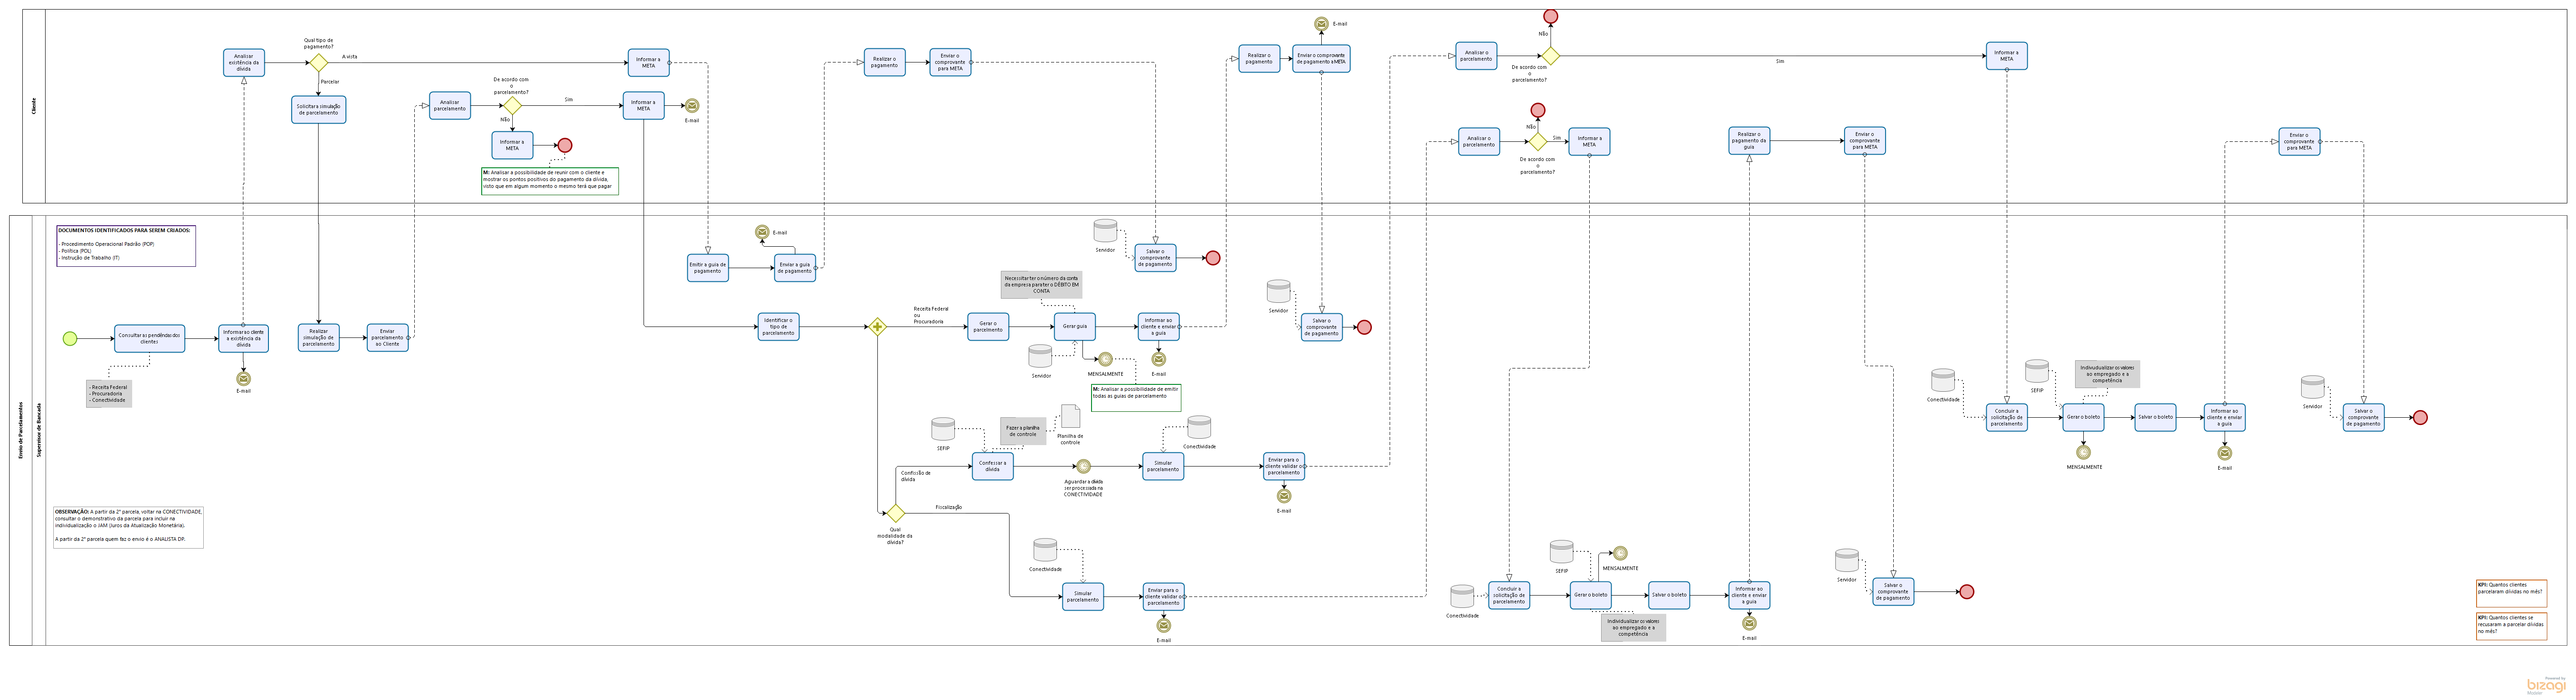 Cliente
Analisar
existência da
dívida
Qual tipo de
pagamento?
A vista
Parcelar
Solicitar a simulação
de parcelamento
Analisar
parcelamento
De acordo com
o
parcelamento?
Sim
Não
Informar a
META
M: Analisar a possibilidade de reunir com o cliente e
mostrar os pontos positivos do pagamento da dívida,
visto que em algum momento o mesmo terá que pagar
Informar a
META
Informar a
META
E-mail
Realizar o
pagamento
Enviar o
comprovante
para META
Realizar o
pagamento
Enviar o comprovante
de pagamento a META
E-mail
Analisar o
parcelamento
Não
De acordo com
o
parcelamento?
Sim
Informar a
META
Analisar o
parcelamento
Não
Sim
De acordo com
o
parcelamento?
Informar a
META
Realizar o
pagamento da
guia
Enviar o
comprovante
para META
Enviar o
comprovante
para META
Envio de Parcelamentos
Supervisor de Bancada
DOCUMENTOS IDENTIFICADOS PARA SEREM CRIADOS:
- Procedimento Operacional Padrão (POP)
- Política (POL)
- Instrução de Trabalho (IT)
Consultar as pendências dos
clientes
- Receita Federal
- Procuradoria
- Conectividade
Informar ao cliente
a existência da
dívida
E-mail
Realizar
simulação de
parcelamento
Enviar
parcelamento
ao Cliente
Emitir a guia de
pagamento
Enviar a guia
de pagamento
E-mail
Servidor
Salvar o
comprovante
de pagamento
Identificar o
tipo de
parcelamento
Receita Federal
ou
Procuradoria
Gerar o
parcelmento
Necessitar ter o número da conta
da empresa para ter o DÉBITO EM
CONTA
Gerar guia
Servidor
MENSALMENTE
Informar ao
cliente e enviar
a guia
E-mail
M: Analisar a possibilidade de emitir
todas as guias de parcelamento
Servidor
Salvar o
comprovante
de pagamento
Confissão de
dívida
SEFIP
Confessar a
dívida
Fazer a planilha
de controle
Planilha de
controle
Aguardar a dívida
ser processada na
CONECTIVIDADE
Simular
parcelamento
Conectividade
Enviar para o
cliente validar o
parcelamento
E-mail
Qual
modalidade da
dívida?
Fiscalização
Conectividade
Simular
parcelamento
Enviar para o
cliente validar o
parcelamento
E-mail
Conectividade
Concluir a
solicitação de
parcelamento
SEFIP
Gerar o boleto
MENSALMENTE
Individualizar os valores
ao empregado e a
competência
Salvar o boleto
Informar ao
cliente e enviar
a guia
E-mail
Servidor
Salvar o
comprovante
de pagamento
Conectividade
Concluir a
solicitação de
parcelamento
SEFIP
Individualizar os valores
ao empregado e a
competência
Gerar o boleto
MENSALMENTE
Salvar o boleto
Informar ao
cliente e enviar
a guia
E-mail
Servidor
Salvar o
comprovante
de pagamento
OBSERVAÇÃO: A partir da 2ª parcela, voltar na CONECTIVIDADE,
consultar o demonstrativo da parcela para incluir na
individualização o JAM (Juros da Atualização Monetária).
A partir da 2ª parcela quem faz o envio é o ANALISTA DP.
KPI: Quantos clientes
parcelaram dívidas no mês?
KPI: Quantos clientes se
recusaram a parcelar dívidas
no mês?
Powered by
bizagi
Modeler